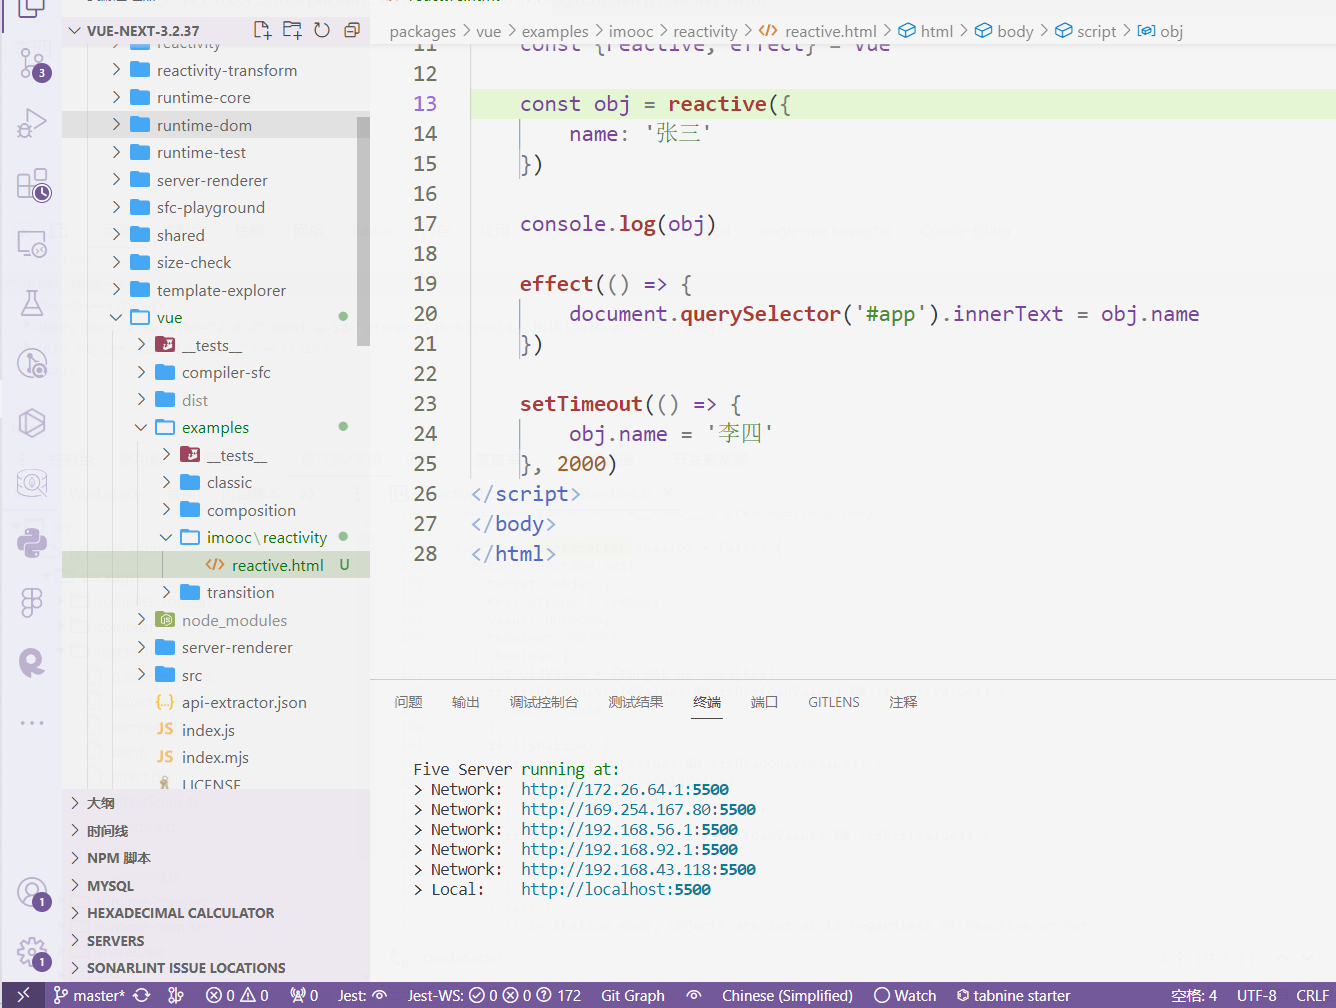 VUE-NEXT-3.2.37
reactivity
reactivity-transform
runtime-core
runtime-dom
runtime-test
server-renderer
sfc-playground
shared
size-check
template-explorer
vue
__tests__
compiler-sfc
dist
examples
__tests__
classic
composition
imooc\reactivity
reactive.html U
transition
node_modules
server-renderer
src
api-extractor.json
index.js
index.mjs
LICENSE
大纲
时间线
NPM 脚本
MYSQL
HEXADECIMAL CALCULATOR
SERVERS
SONARLINT ISSUE LOCATIONS
3
1
1
packages > vue > examples > imooc > reactivity > reactive.html > html > body > script > obj
11 const {reactive, effect} = Vue
12
13 const obj = reactive({
14 name: '张三'
15 })
16
17 console.log(obj)
18
19 effect(() => {
20 document.querySelector('#app').innerText = obj.name
21 })
22
23 setTimeout(() => {
24 obj.name = '李四'
25 }, 2000)
26 </script>
27 </body>
28 </html>
问题 输出 调试控制台 测试结果 终端 端口 GITLENS 注释
Five Server running at:
> Network: http://172.26.64.1:5500
> Network: http://169.254.167.80:5500
> Network: http://192.168.56.1:5500
> Network: http://192.168.92.1:5500
> Network: http://192.168.43.118:5500
> Local: http://localhost:5500
master* 0 0 0 Jest: Jest-WS: 0 0 172 Git Graph Chinese (Simplified) Watch tabnine starter 空格: 4 UTF-8 CRLF